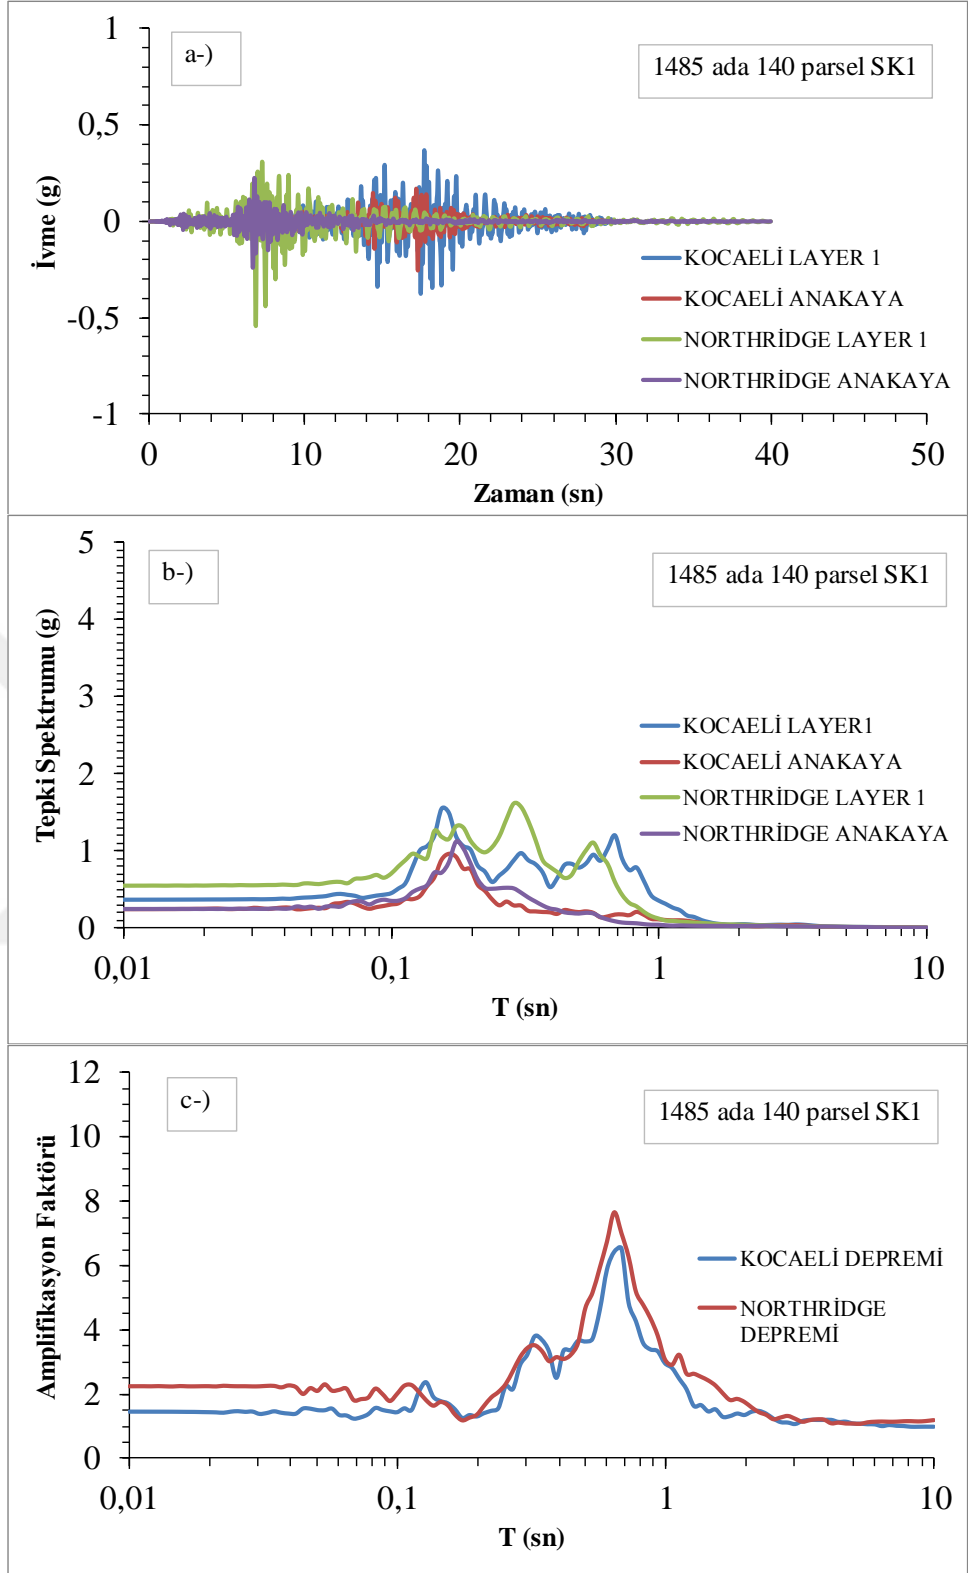 a-)
1485 ada 140 parsel SK1
İvme (g)
1
0,5
0
-0,5
-1
KOCAELİ LAYER 1
KOCAELİ ANAKAYA
NORTHRİDGE LAYER 1
NORTHRİDGE ANAKAYA
0 10 20 30 40 50
Zaman (sn)
b-)
1485 ada 140 parsel SK1
Tepki Spektrumu (g)
5
4
3
2
1
0
KOCAELİ LAYER1
KOCAELİ ANAKAYA
NORTHRİDGE LAYER 1
NORTHRİDGE ANAKAYA
0,01 0,1 1 10
T (sn)
c-)
1485 ada 140 parsel SK1
Amplifikasyon Faktörü
12
10
8
6
4
2
0
KOCAELİ DEPREMİ
NORTHRİDGE
DEPREMİ
0,01 0,1 1 10
T (sn)